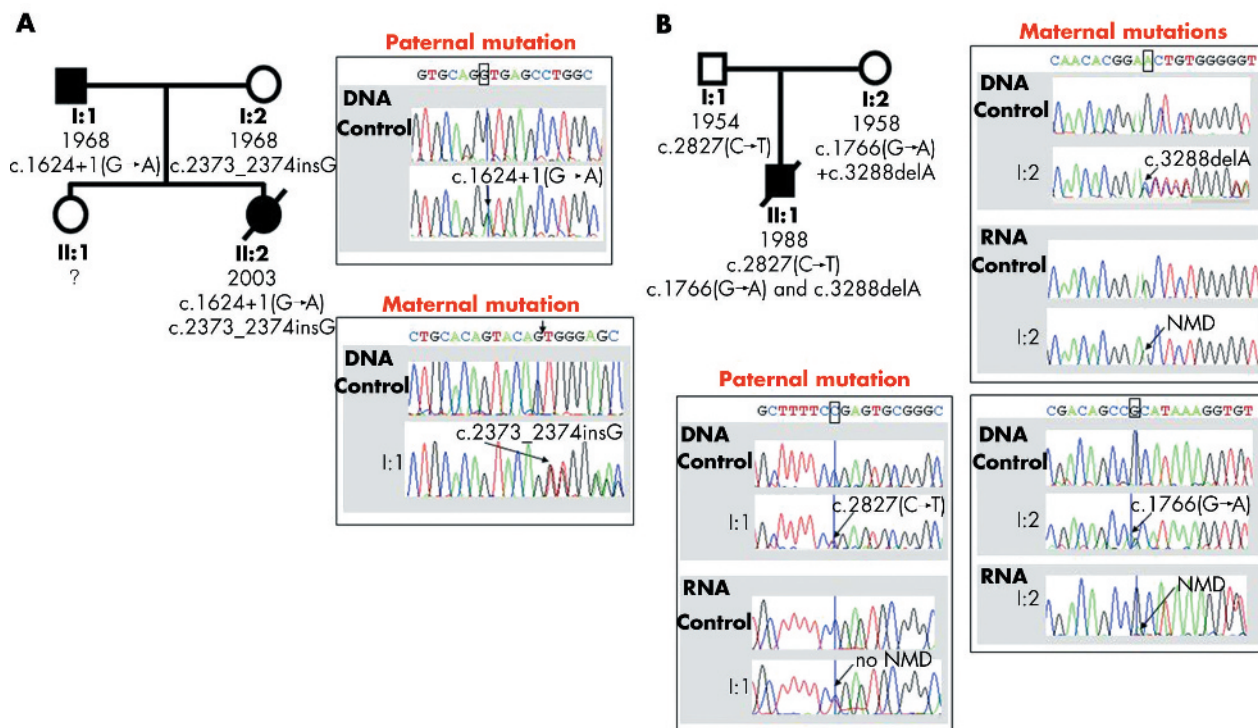 A
I:1
1968
c.1624+1(G→A)
I:2
1968
c.2373_2374insG
II:1
?
II:2
2003
c.1624+1(G→A)
c.2373_2374insG
Paternal mutation
GTGCAGGTGAGCCTGGC
DNA
Control
c.1624+1(G→A)
Maternal mutation
CTGCACAGTACAGTGGGAGC
DNA
Control
c.2373_2374insG
I:1
B
I:1
1954
c.2827(C→T)
I:2
1958
c.1766(G→A)
+c.3288delA
II:1
1988
c.2827(C→T)
c.1766(G→A) and c.3288delA
Paternal mutation
GCTTTTCCGAGTGCGGGC
DNA
Control
c.2827(C→T)
I:1
RNA
Control
no NMD
I:1
Maternal mutations
CAACACGGAACTGTGGGGGT
DNA
Control
c.3288delA
I:2
RNA
Control
NMD
I:2
CGACAGCCGCATAAAGGTGT
DNA
Control
c.1766(G→A)
I:2
RNA
I:2
NMD